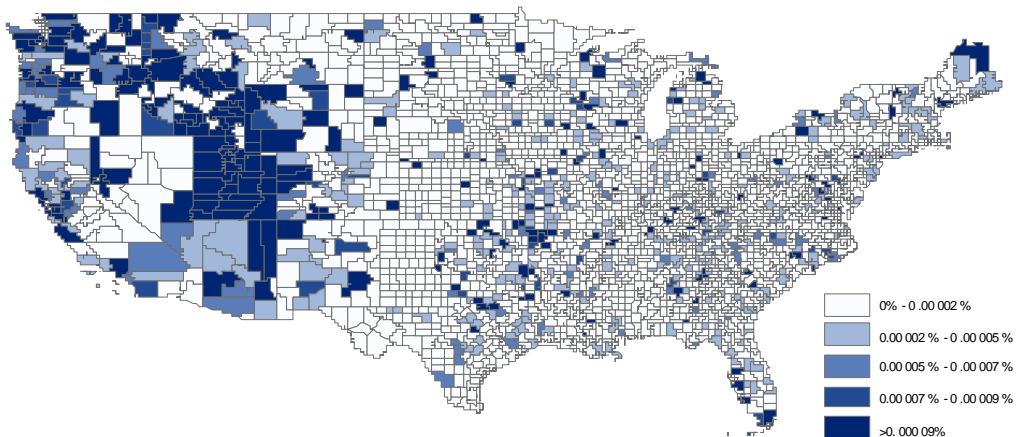 0% - 0 .00 002 %
0.00 002 % - 0 .00 005 %
0.00 005 % - 0 .00 007 %
0.00 007 % - 0 .00 009 %
>0. 000 09%